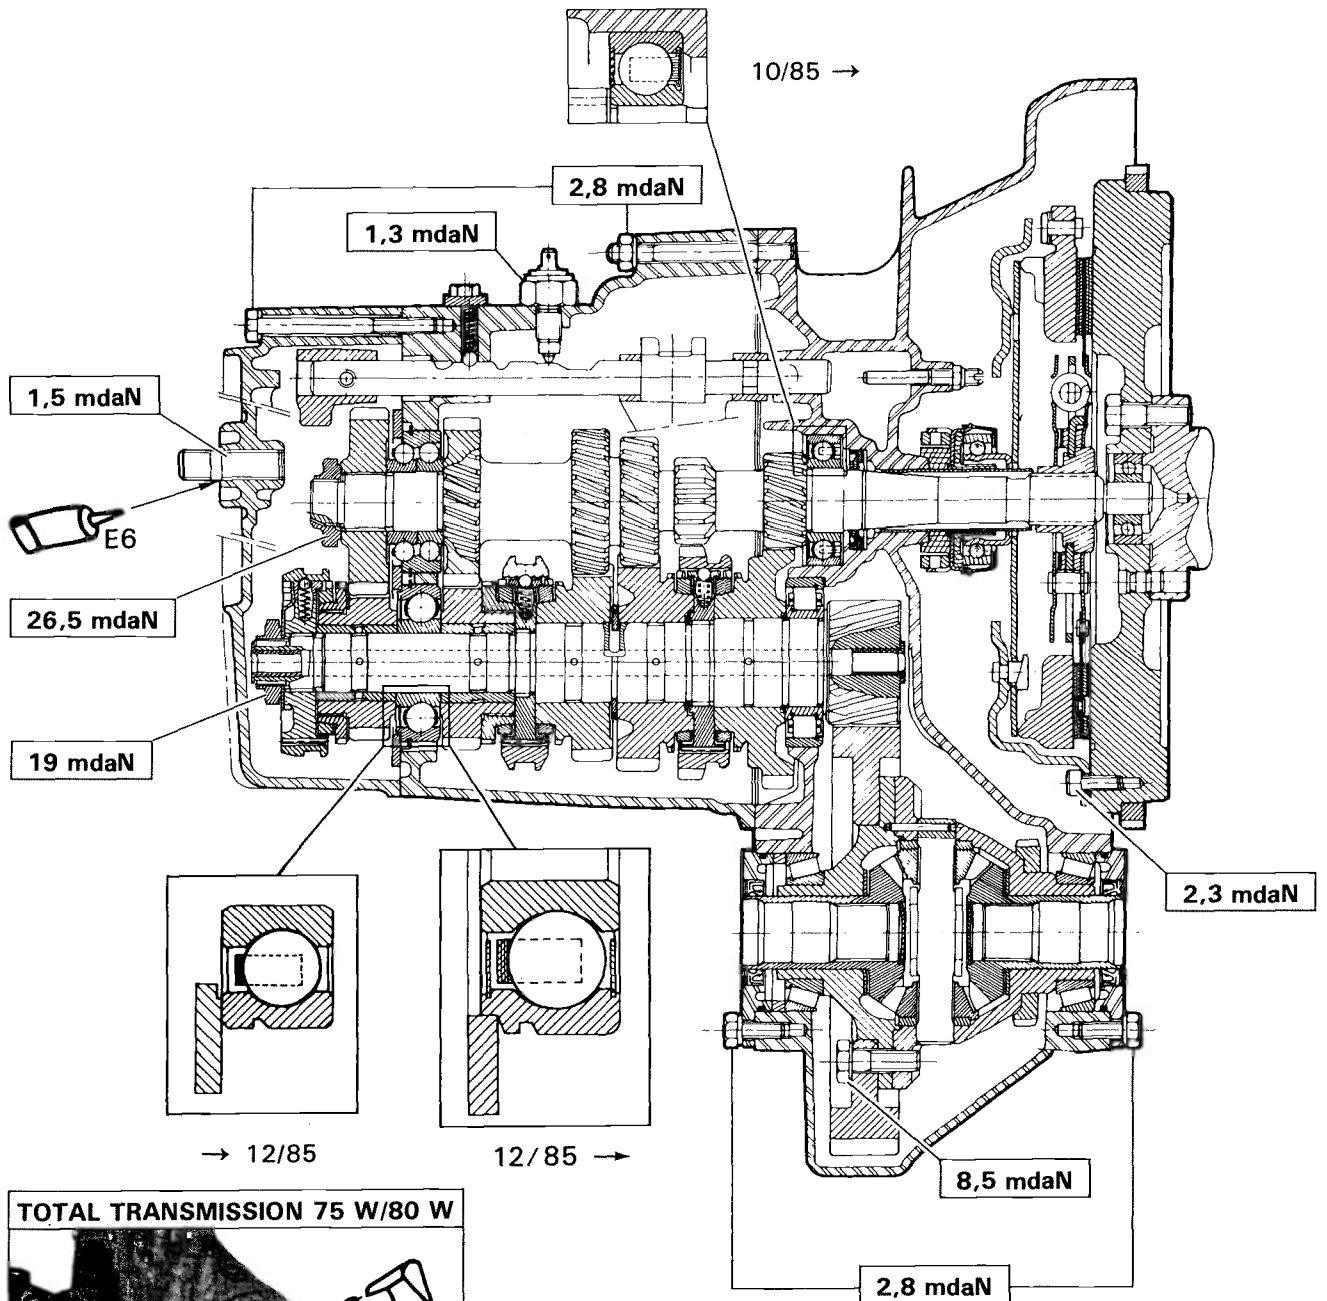 10/85 →
2,8 mdaN
1,3 mdaN
1,5 mdaN
E6
26,5 mdaN
19 mdaN
2,3 mdaN
→ 12/85
12/85 →
8,5 mdaN
TOTAL TRANSMISSION 75 W/80 W
2,8 mdaN